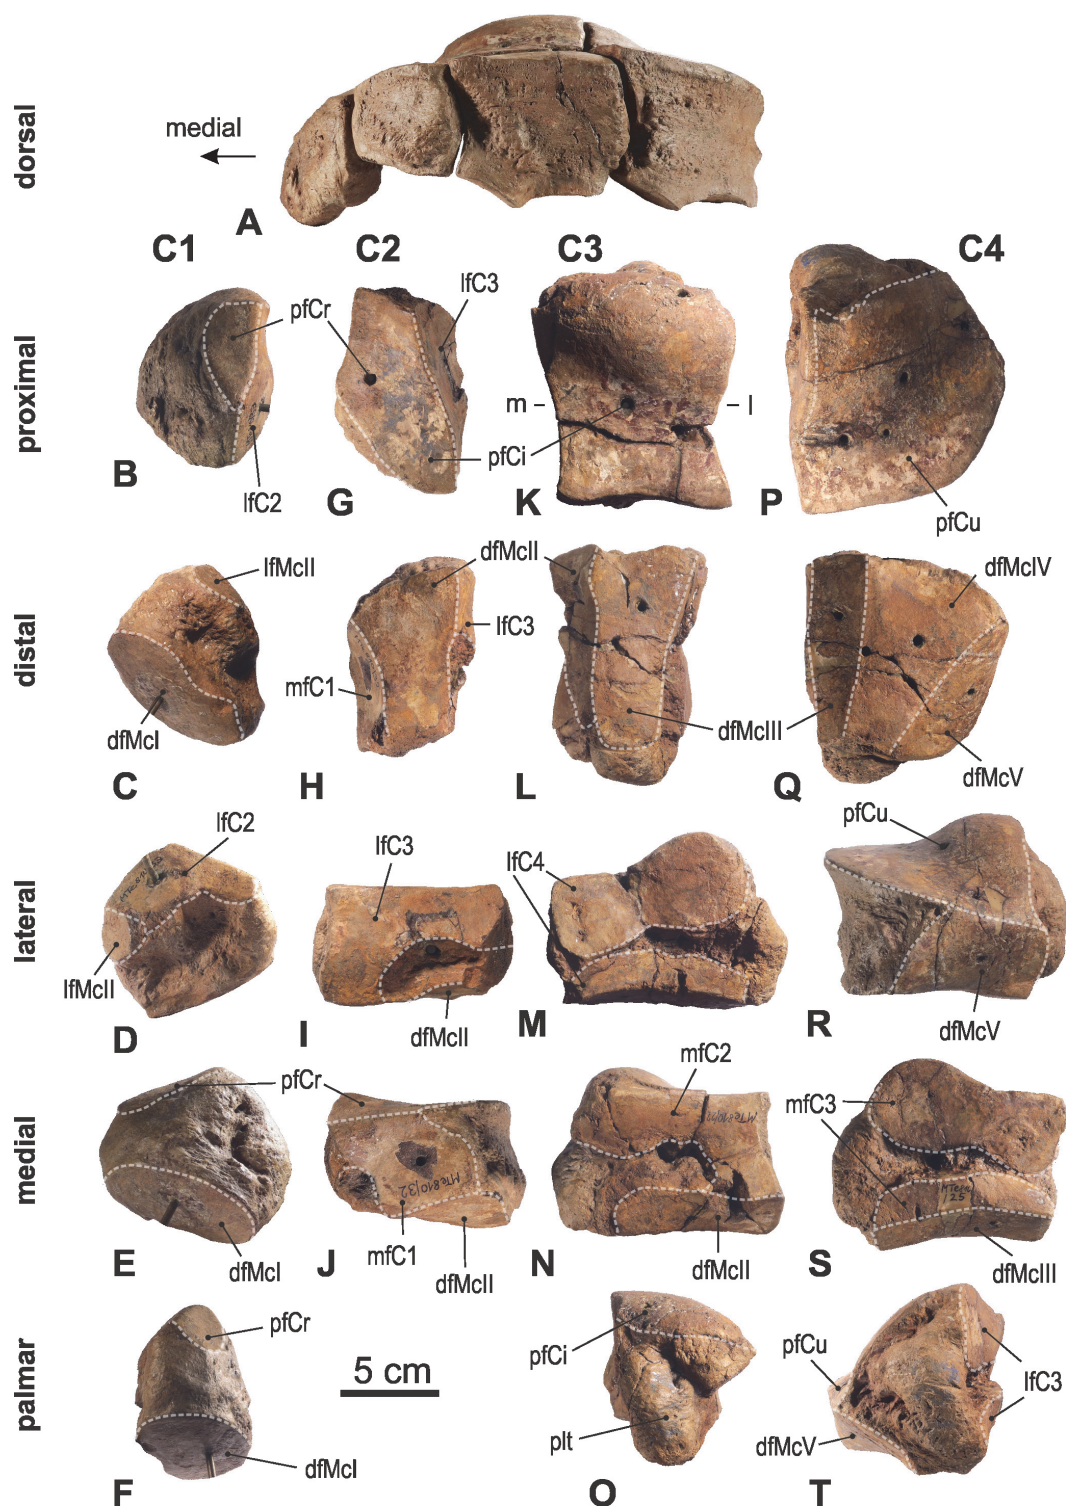 dorsal
medial
A
C1 C2 C3 C4
proximal
pfCr
lfC3
m
l
pfCi
B
lfC2
G
K
P
pfCu
distal
lfMcII
dfMcII
dfMcIV
lfC3
mfC1
dfMcI
dfMcIII
dfMcV
C
H
L
Q
lateral
lfC2
lfC3
lfC4
pfCu
lfMcII
dfMcII
dfMcV
D
I
M
R
medial
pfCr
mfC2
mfC3
MTe810/32
E
dfMcI
J
mfC1
dfMcII
N
dfMcII
S
dfMcIII
palmar
pfCr
5 cm
pfCi
pfCu
lfC3
plt
dfMcV
dfMcI
F
O
T